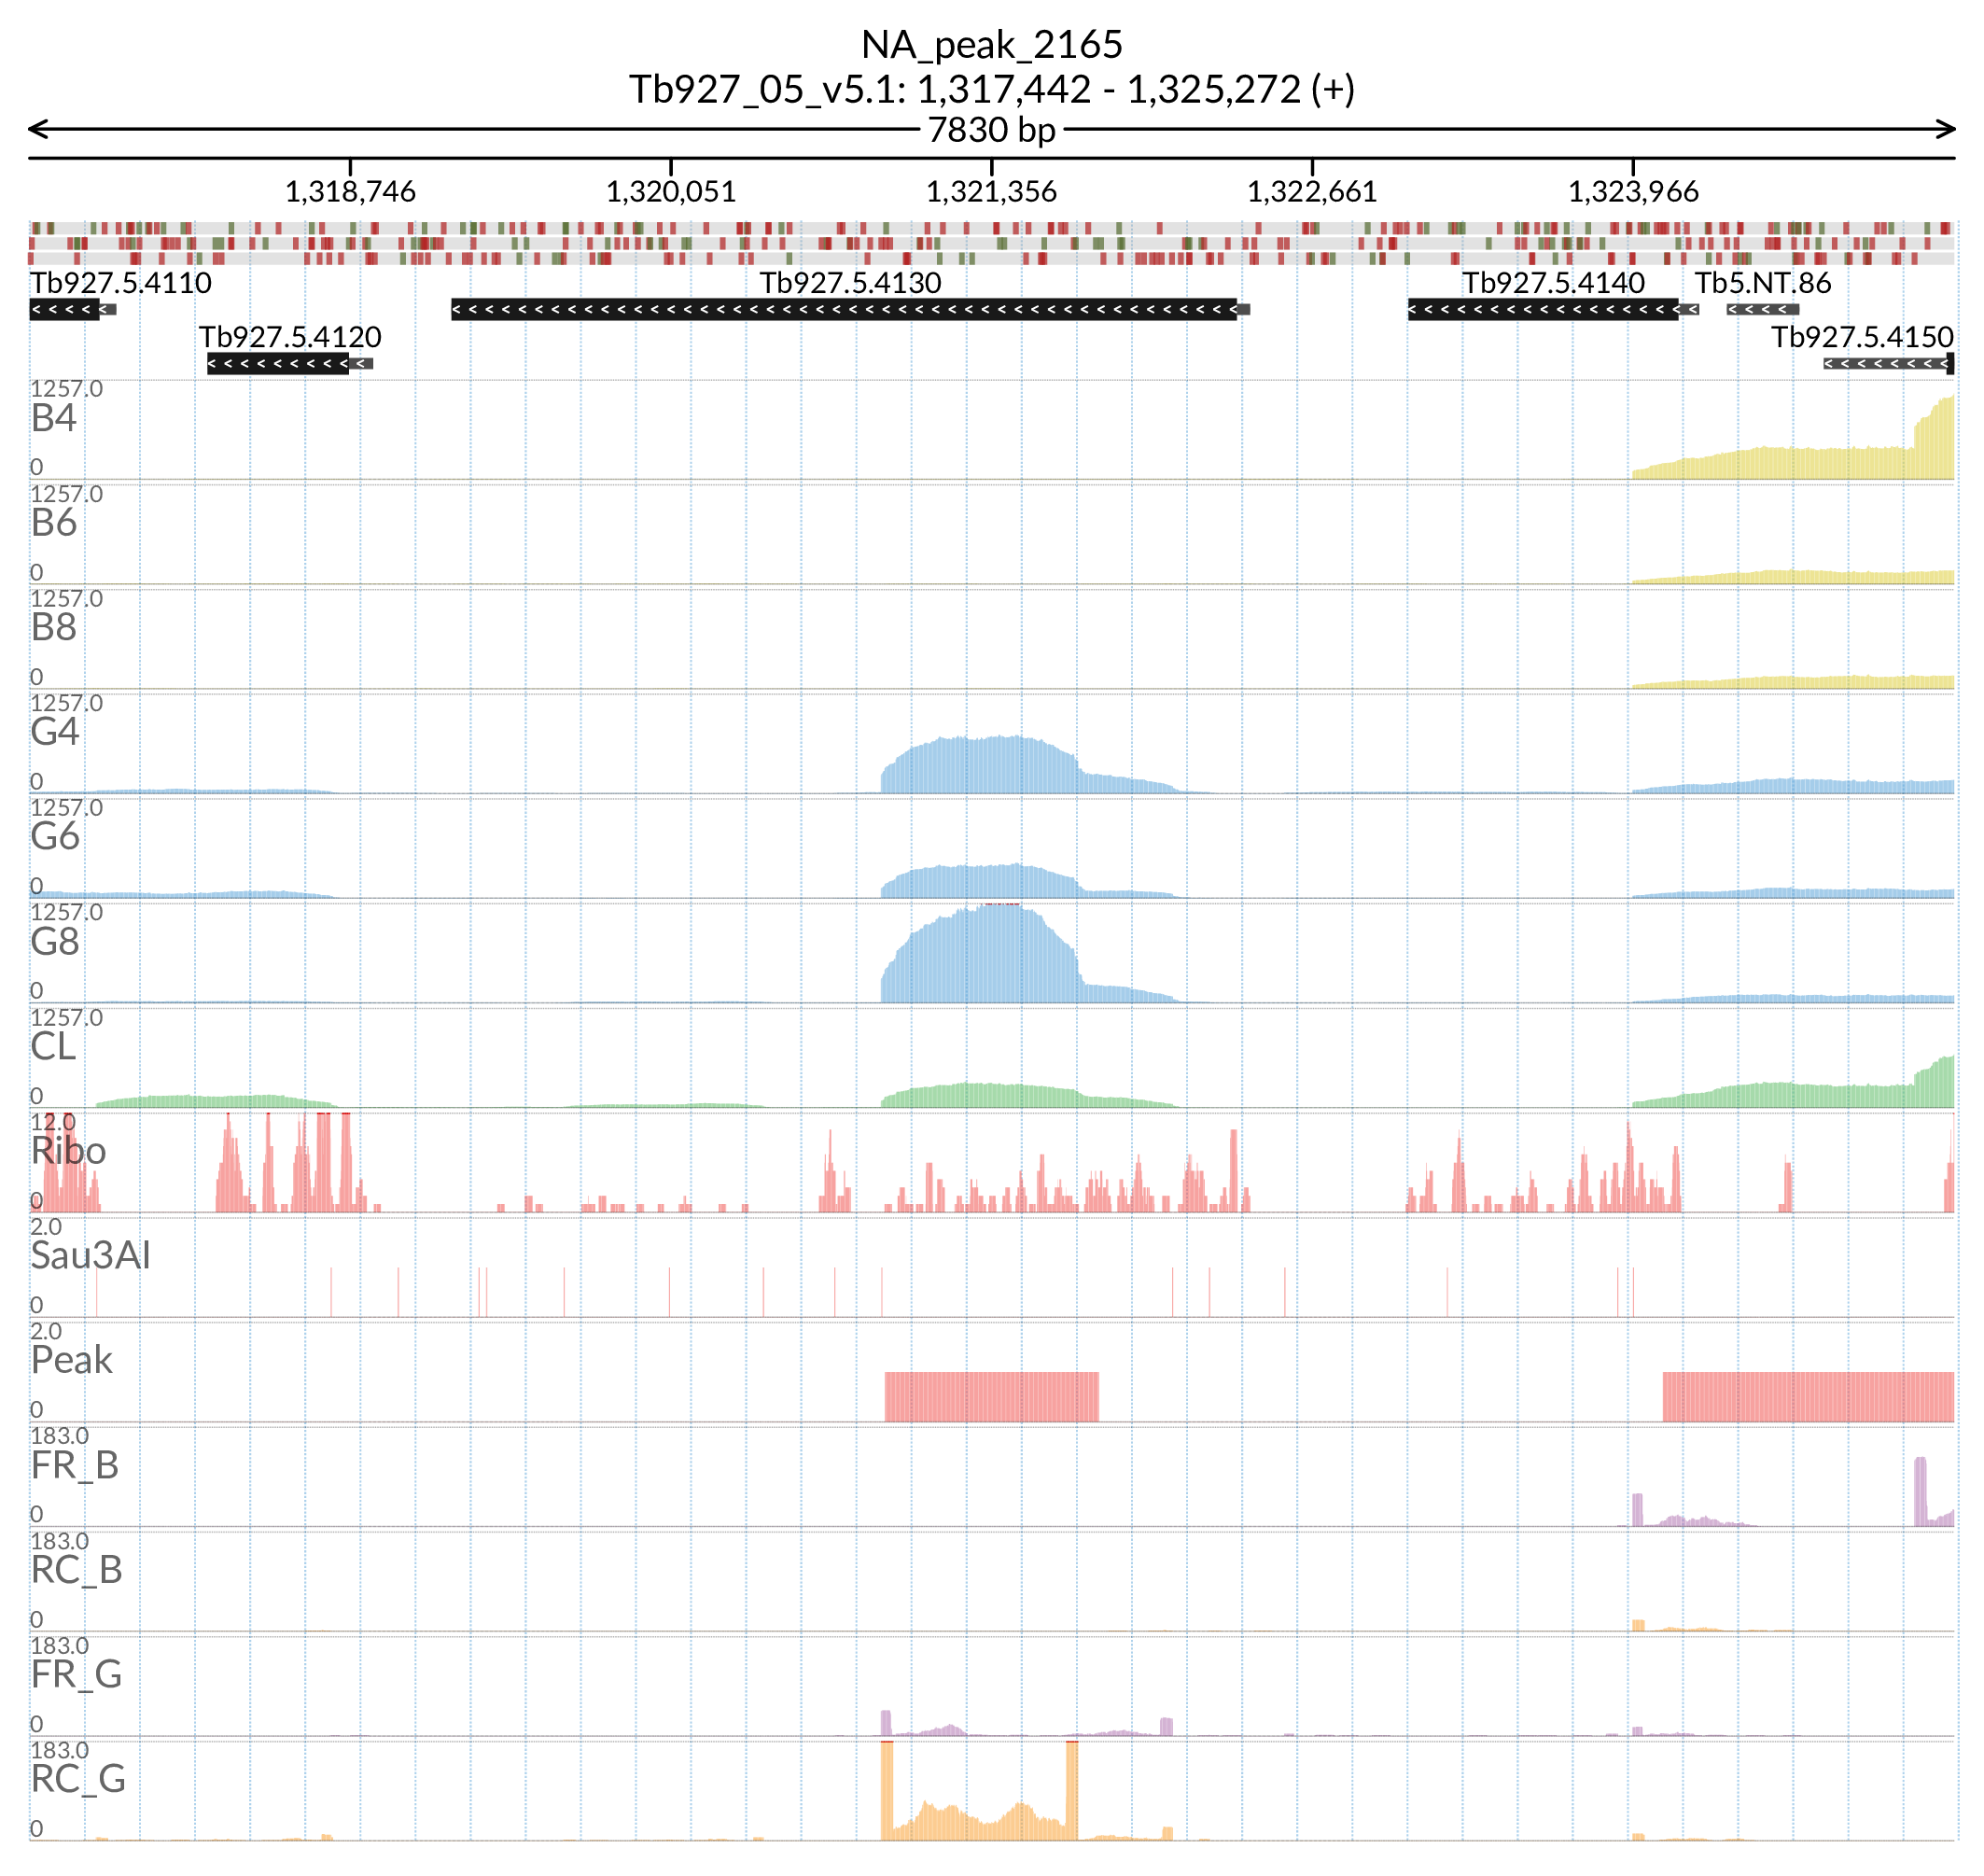 NA_peak_2165
Tb927_05_v5.1: 1,317,442 - 1,325,272 (+)
7830 bp
1,318,746 1,320,051 1,321,356 1,322,661 1,323,966
Tb927.5.4110 Tb927.5.4130 Tb927.5.4140 Tb5.NT.86
Tb927.5.4120 Tb927.5.4150
1257.0
B4
0
1257.0
B6
0
1257.0
B8
0
1257.0
G4
0
1257.0
G6
0
1257.0
G8
0
1257.0
CL
0
12.0
Ribo
0
2.0
Sau3AI
0
2.0
Peak
0
183.0
FR_B
0
183.0
RC_B
0
183.0
FR_G
0
183.0
RC_G
0